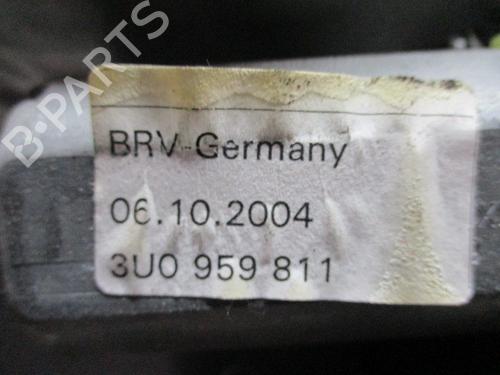 B-PARTS
BRV-Germany
06.10.2004
3U0 959 811